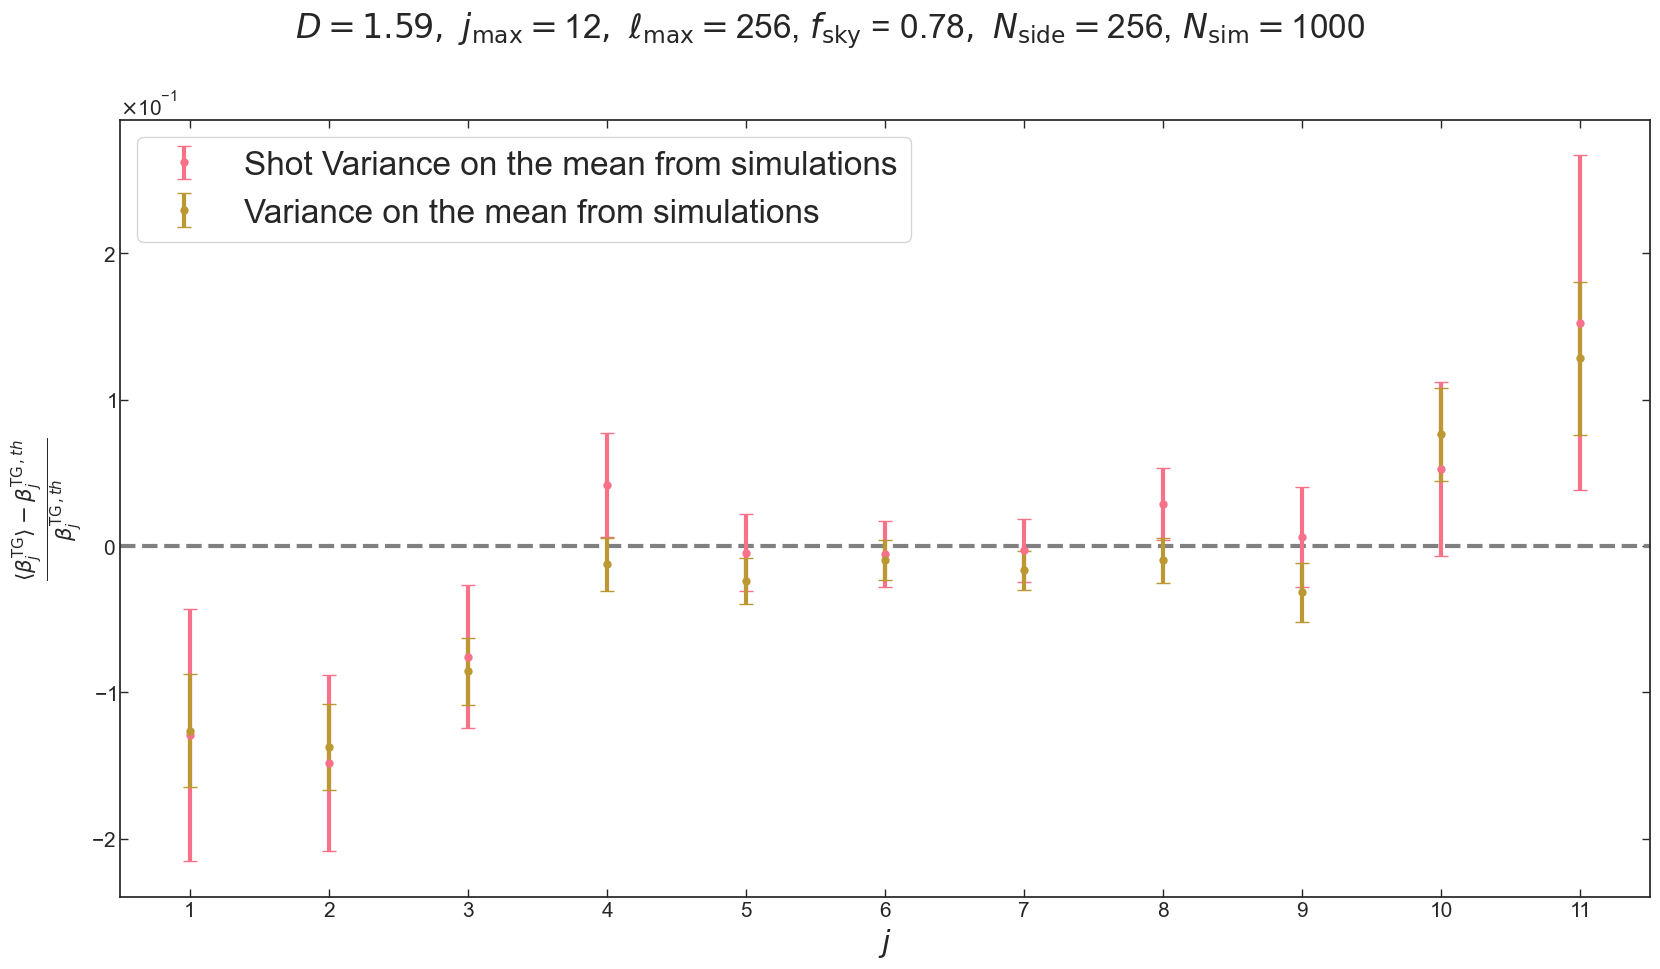 D = 1.59, j_max = 12, ℓ_max = 256, f_sky = 0.78, N_side = 256, N_sim = 1000
×10⁻¹
Shot Variance on the mean from simulations
Variance on the mean from simulations
2
1
0
−1
−2
⟨β_j^TG⟩ − β_j^{TG, th}
β_j^{TG, th}
1 2 3 4 5 6 7 8 9 10 11
j